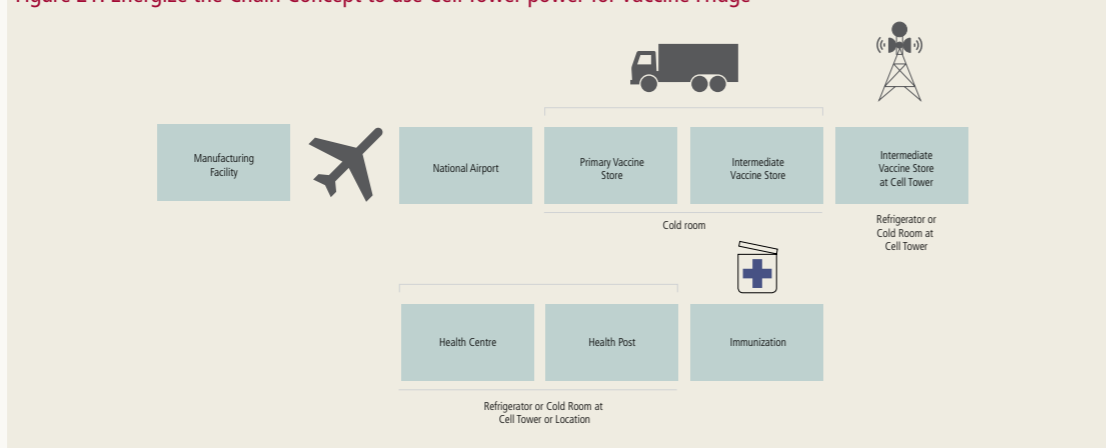 Figure 21: Energize the Chain Concept to use Cell Tower power for Vaccine Fridge
Manufacturing
Facility
National Airport
Primary Vaccine
Store
Intermediate
Vaccine Store
Intermediate
Vaccine Store
at Cell Tower
Cold room
Refrigerator or
Cold Room at
Cell Tower
Health Centre
Health Post
Immunization
Refrigerator or Cold Room at
Cell Tower or Location